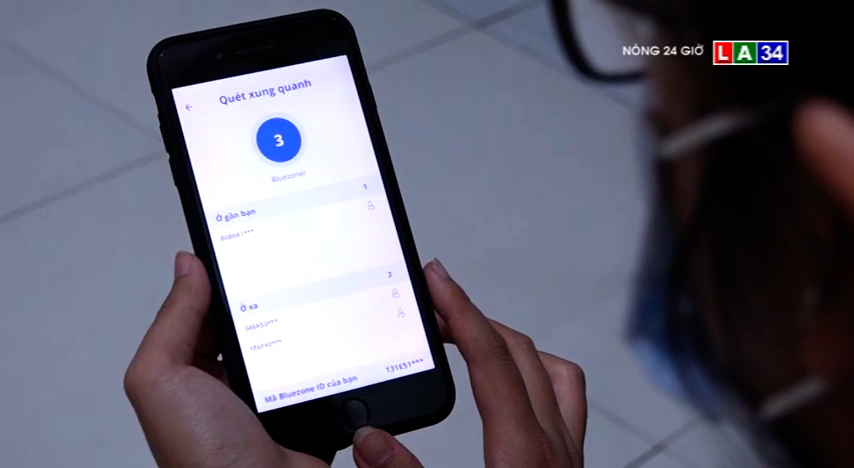 NÓNG 24 GIỜ LA34
Quét xung quanh
3
Bluezoner
Ở gần bạn 1
Ở xa 2
Mã Bluezone ID của bạn 131E51***